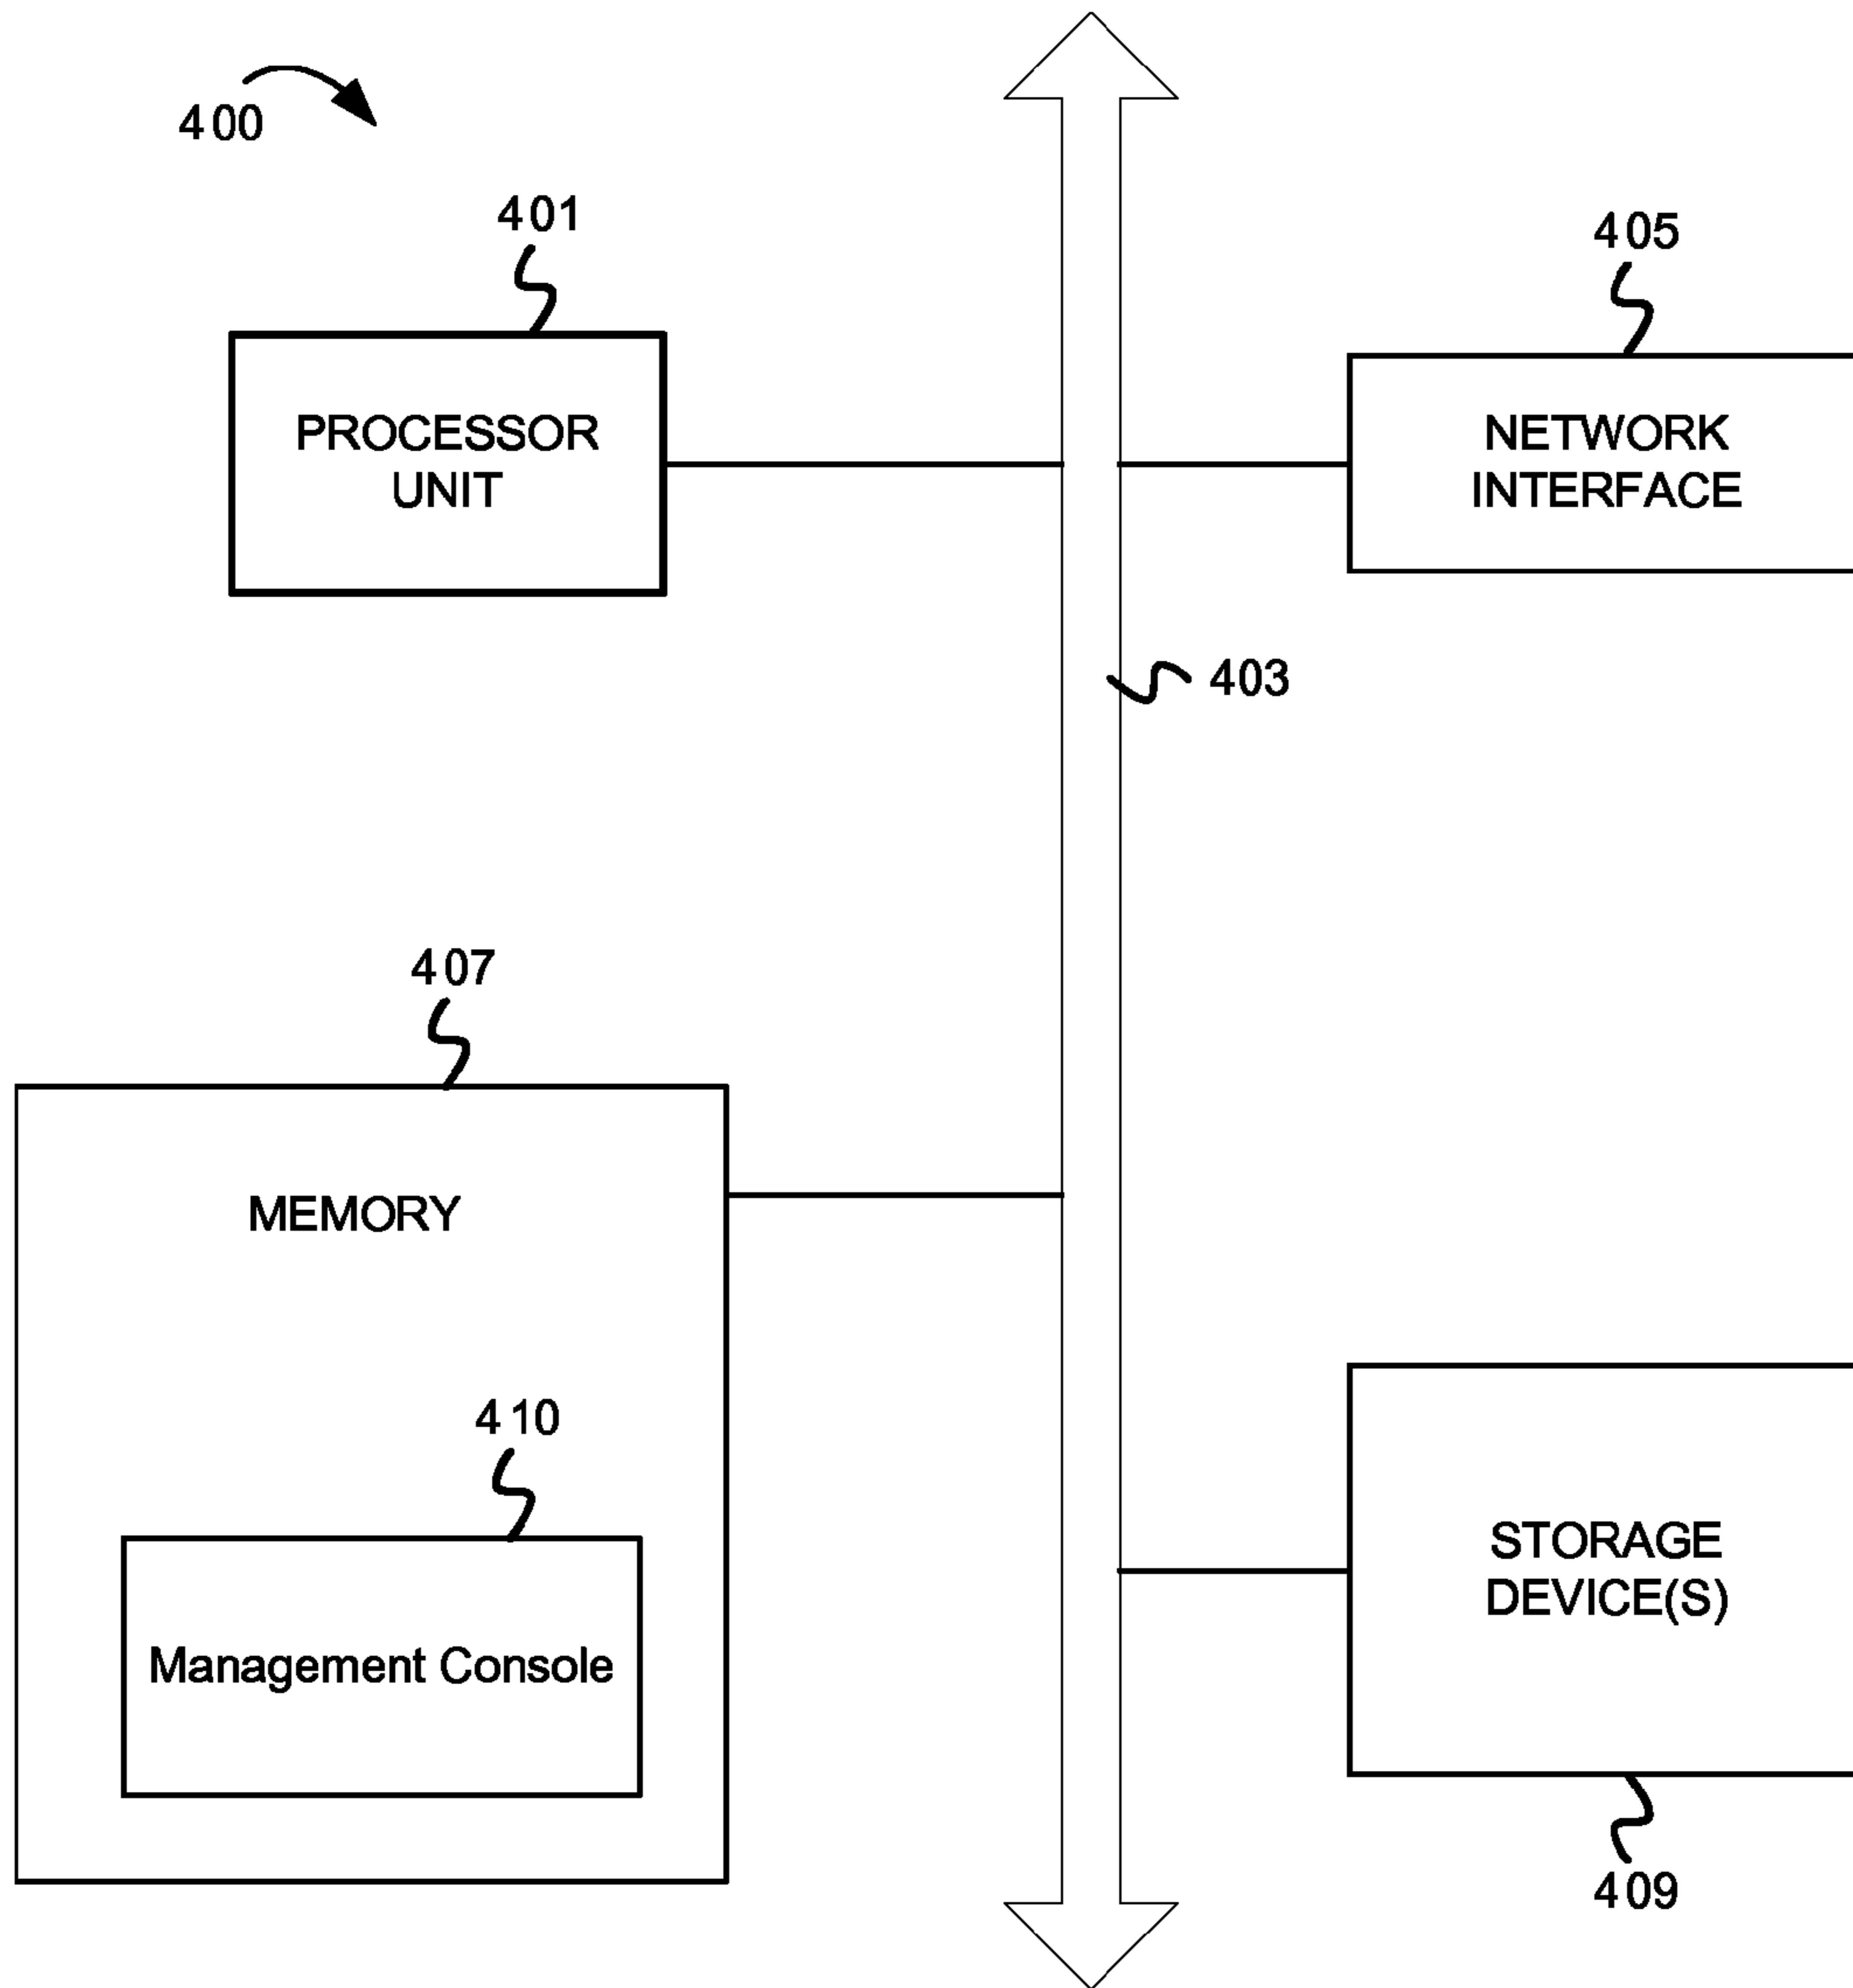 400
401
PROCESSOR
UNIT
405
NETWORK
INTERFACE
403
407
MEMORY
410
Management Console
STORAGE
DEVICE(S)
409